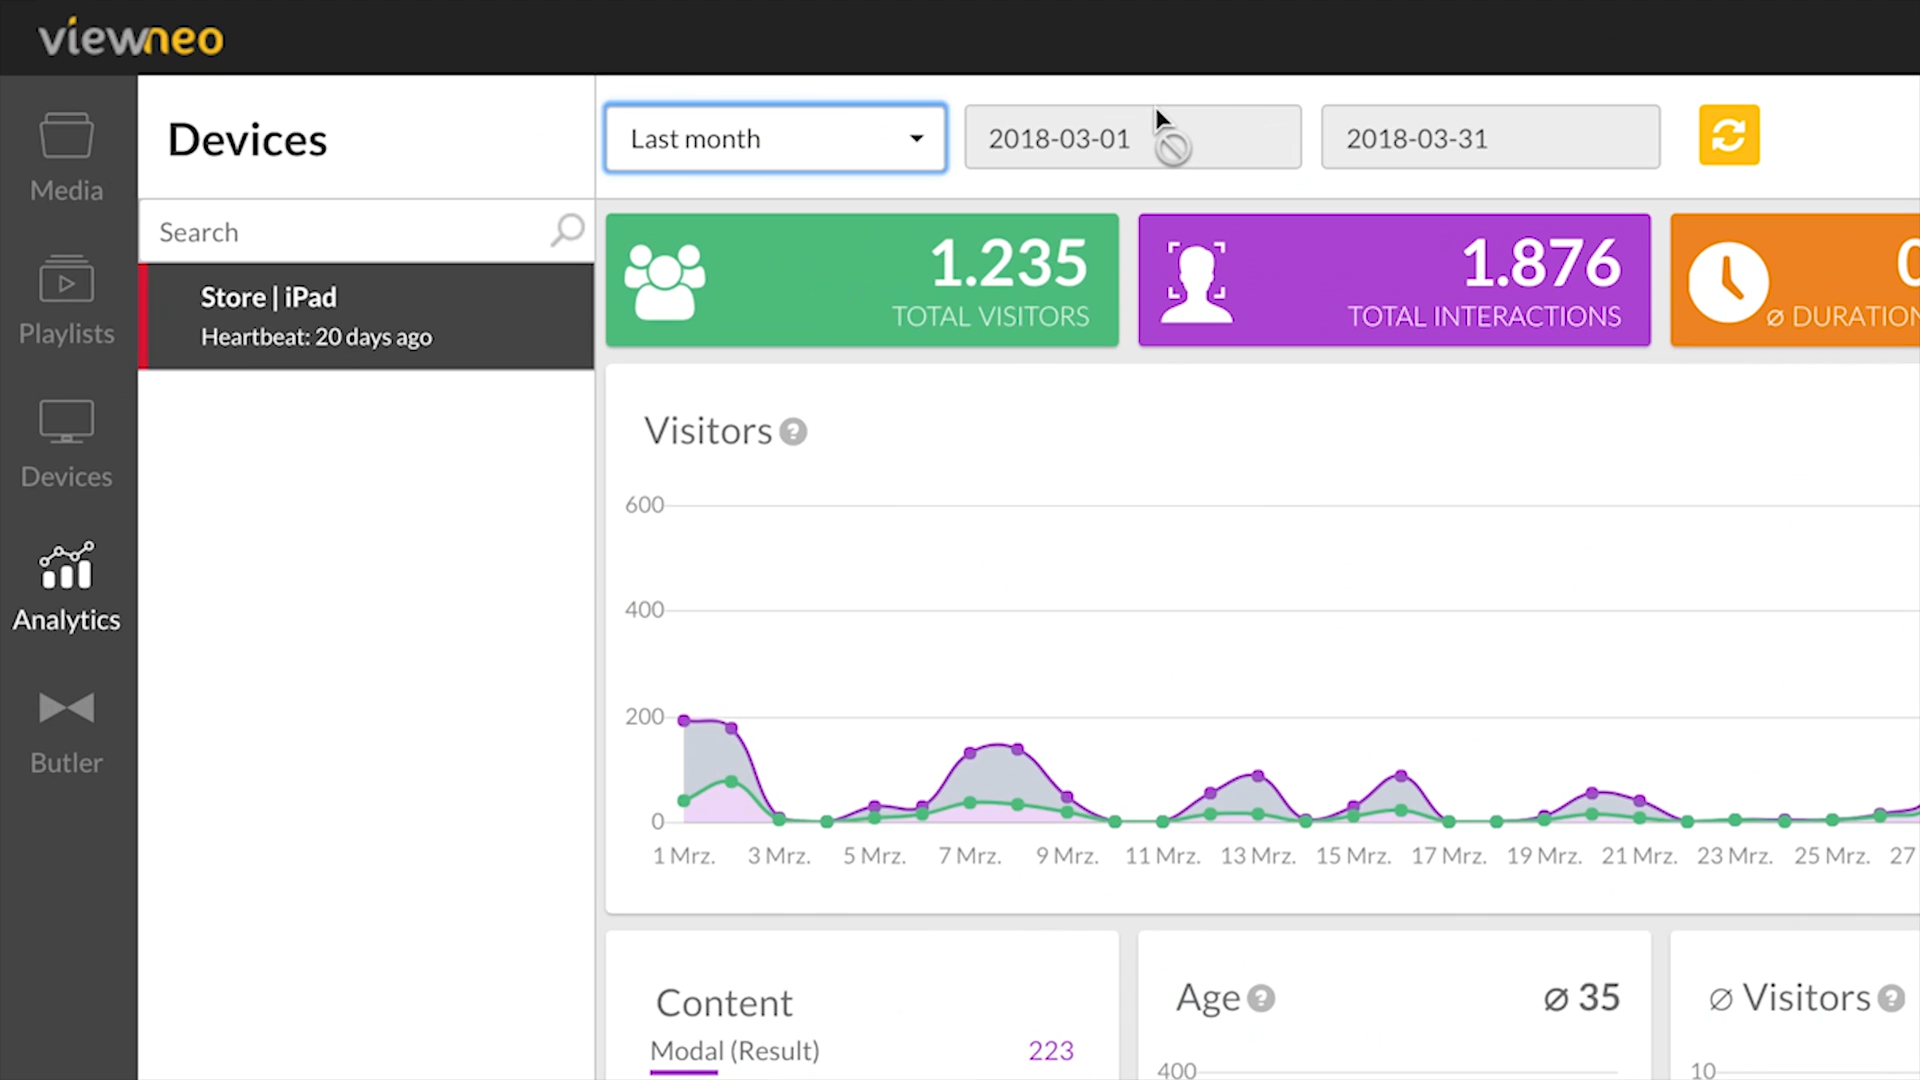 viewneo
Media
Playlists
Devices
Analytics
Butler
Devices
Search
Store | iPad
Heartbeat: 20 days ago
Last month
2018-03-01
2018-03-31
1.235
TOTAL VISITORS
1.876
TOTAL INTERACTIONS
0
Ø DURATION
Visitors ?
600
400
200
0
1 Mrz.
3 Mrz.
5 Mrz.
7 Mrz.
9 Mrz.
11 Mrz.
13 Mrz.
15 Mrz.
17 Mrz.
19 Mrz.
21 Mrz.
23 Mrz.
25 Mrz.
27
Content
Modal (Result)
223
Age ?
Ø 35
400
Ø Visitors ?
10